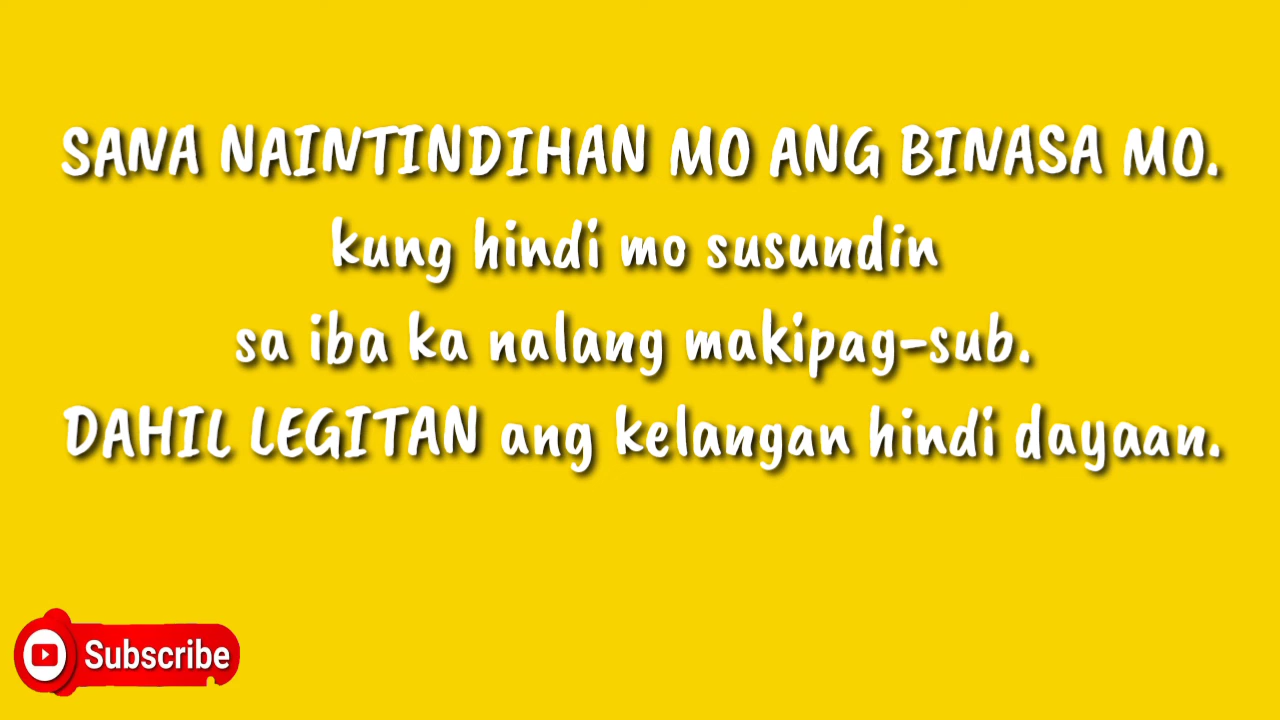 SANA NAINTINDIHAN MO ANG BINASA MO.
kung hindi mo susundin
sa iba ka nalang makipag-sub.
DAHIL LEGITAN ang kelangan hindi dayaan.
Subscribe